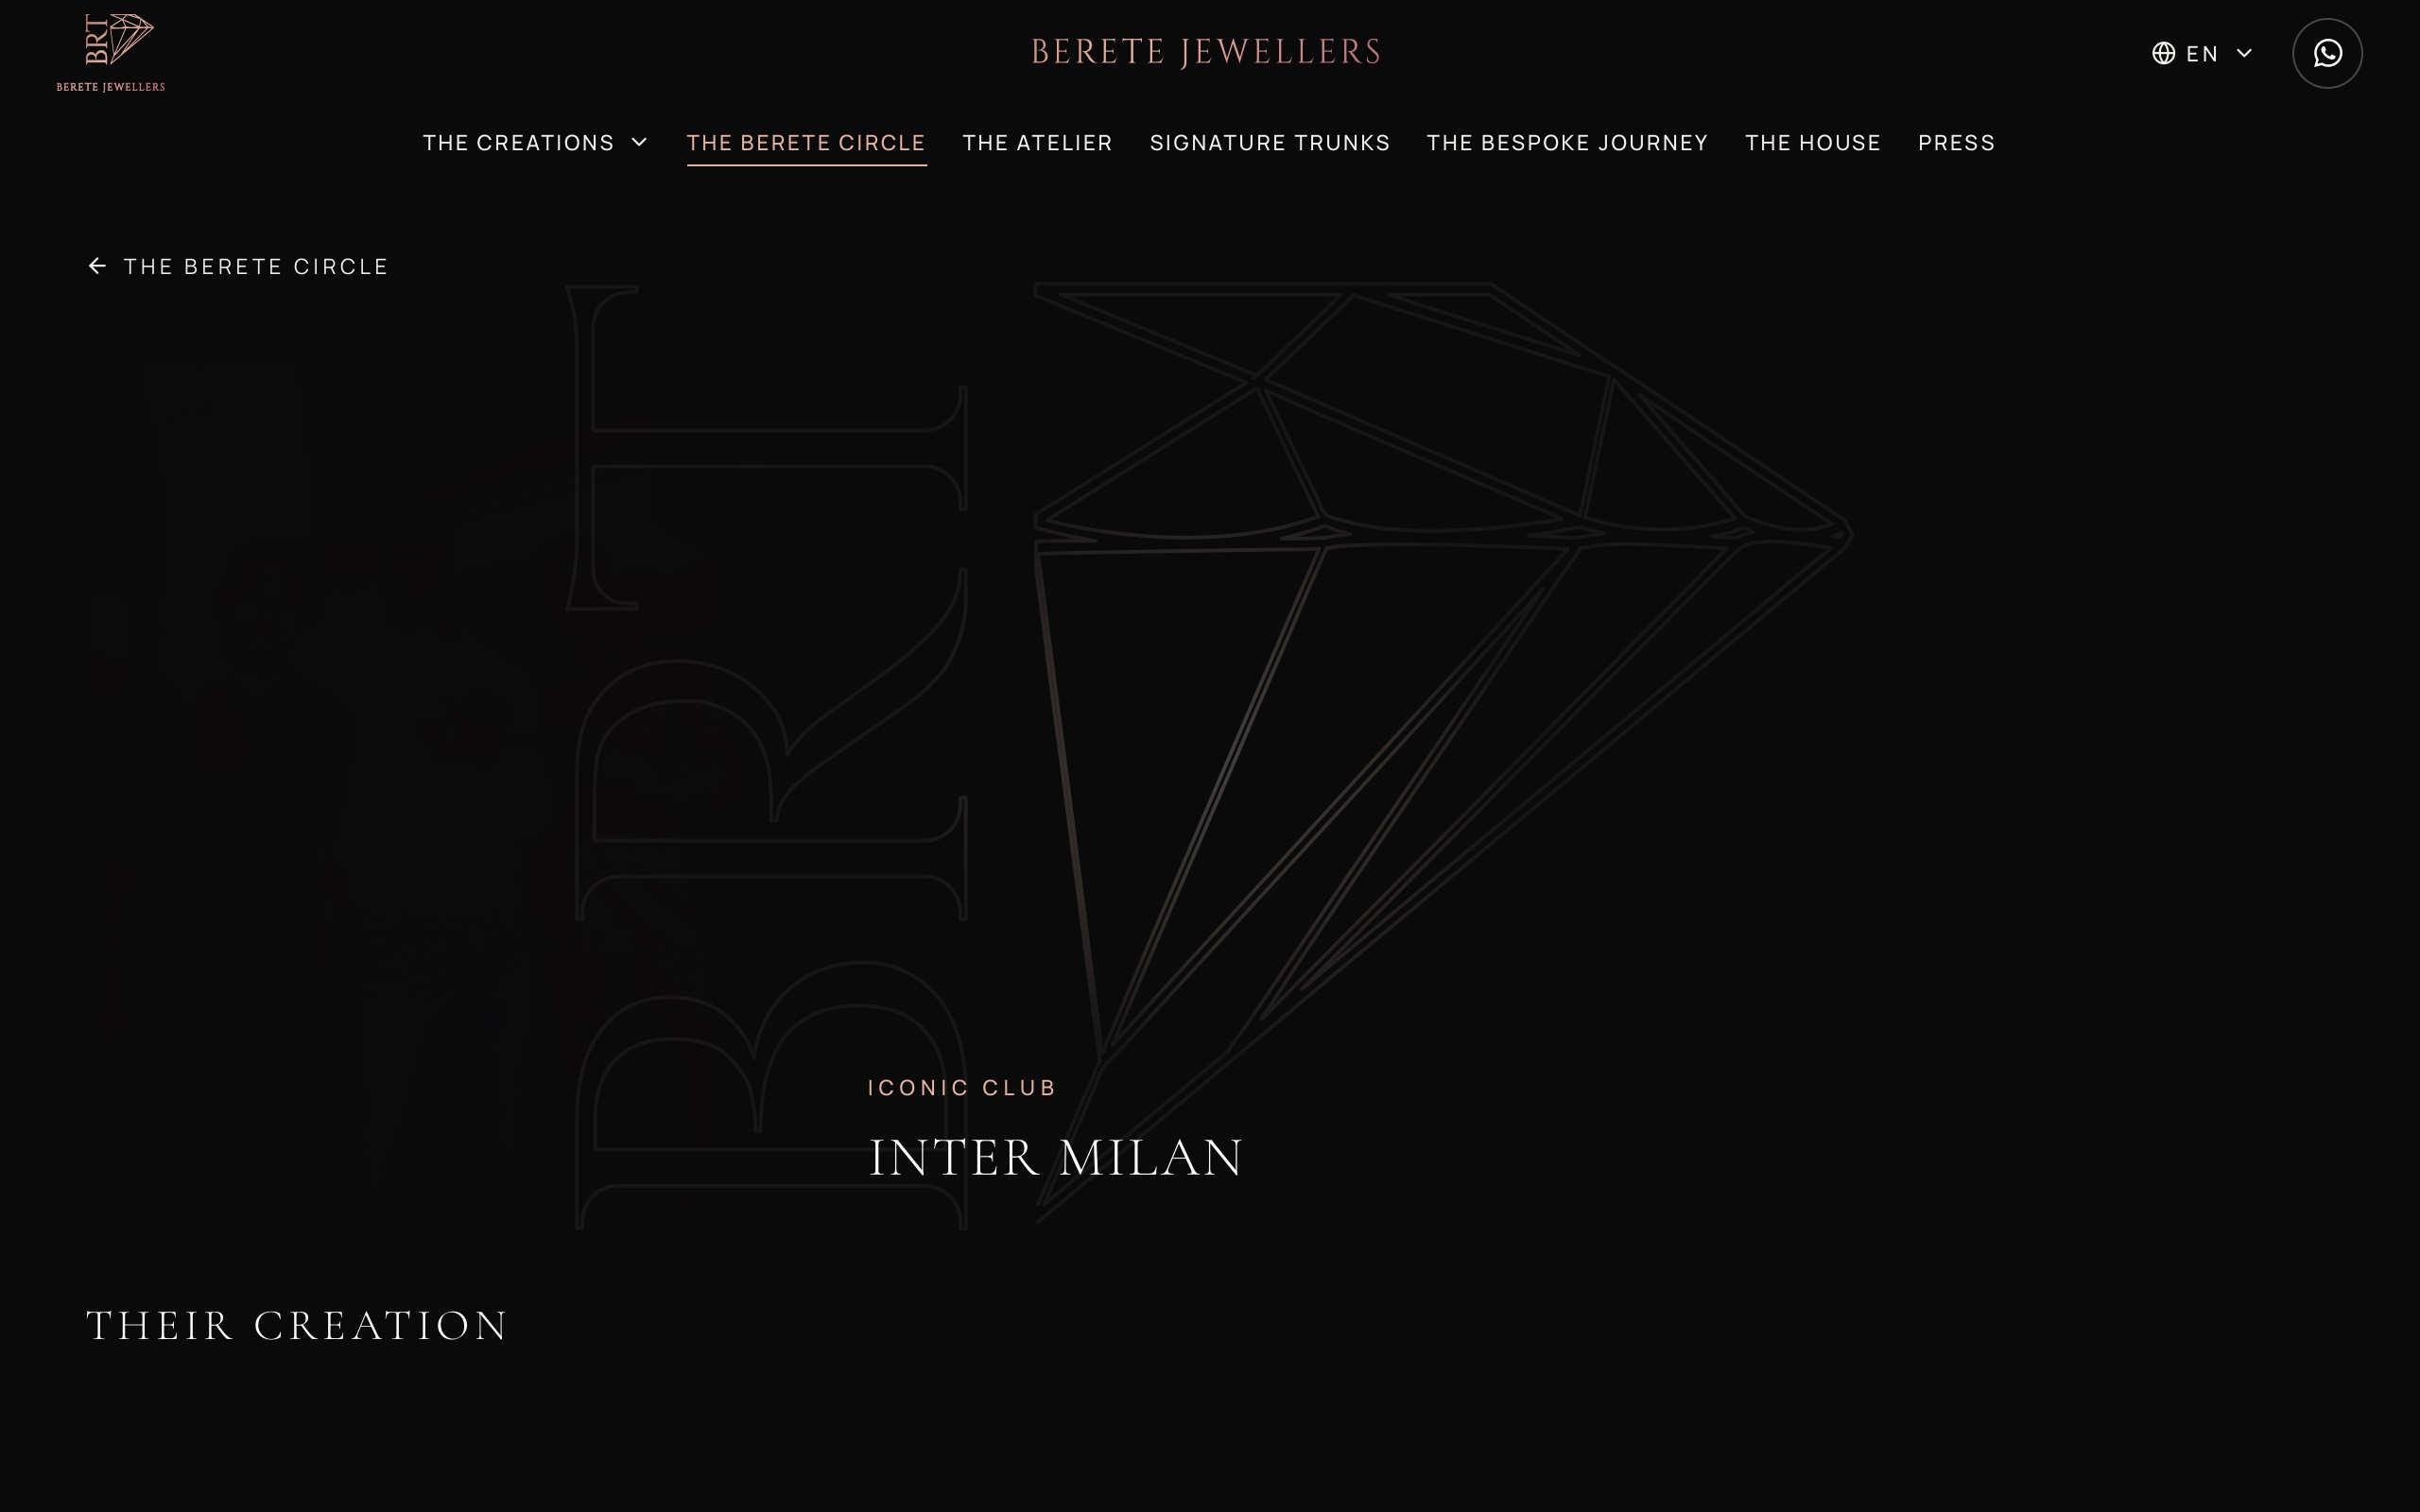 BRT
BERETE JEWELLERS
BERETE JEWELLERS
EN
THE CREATIONS
THE BERETE CIRCLE
THE ATELIER
SIGNATURE TRUNKS
THE BESPOKE JOURNEY
THE HOUSE
PRESS
THE BERETE CIRCLE
BRT
ICONIC CLUB
INTER MILAN
THEIR CREATION